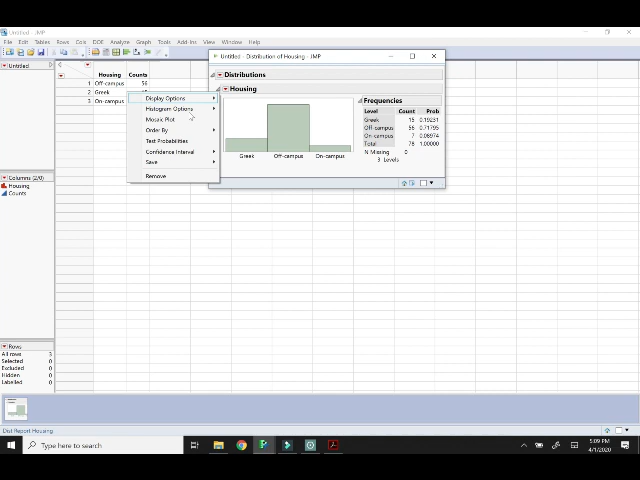 Untitled - JMP
File Edit Tables Rows Cols DOE Analyze Graph Tools Add-Ins View Window Help
Untitled
Housing Counts
1 Off-campus 56
2 Greek
3 On-campus
Display Options
Histogram Options
Mosaic Plot
Order By
Test Probabilities
Confidence Interval
Save
Remove
Untitled - Distribution of Housing - JMP
Distributions
Housing
Greek Off-campus On-campus
Frequencies
Level Count Prob
Greek 15 0.19231
Off-campus 56 0.71795
On-campus 7 0.08974
Total 78 1.00000
N Missing 0
3 Levels
Columns (2/0)
Housing
Counts
Rows
All rows 3
Selected 0
Excluded 0
Hidden 0
Labelled 0
Dist Report Housing
Type here to search
5:09 PM
4/1/2020